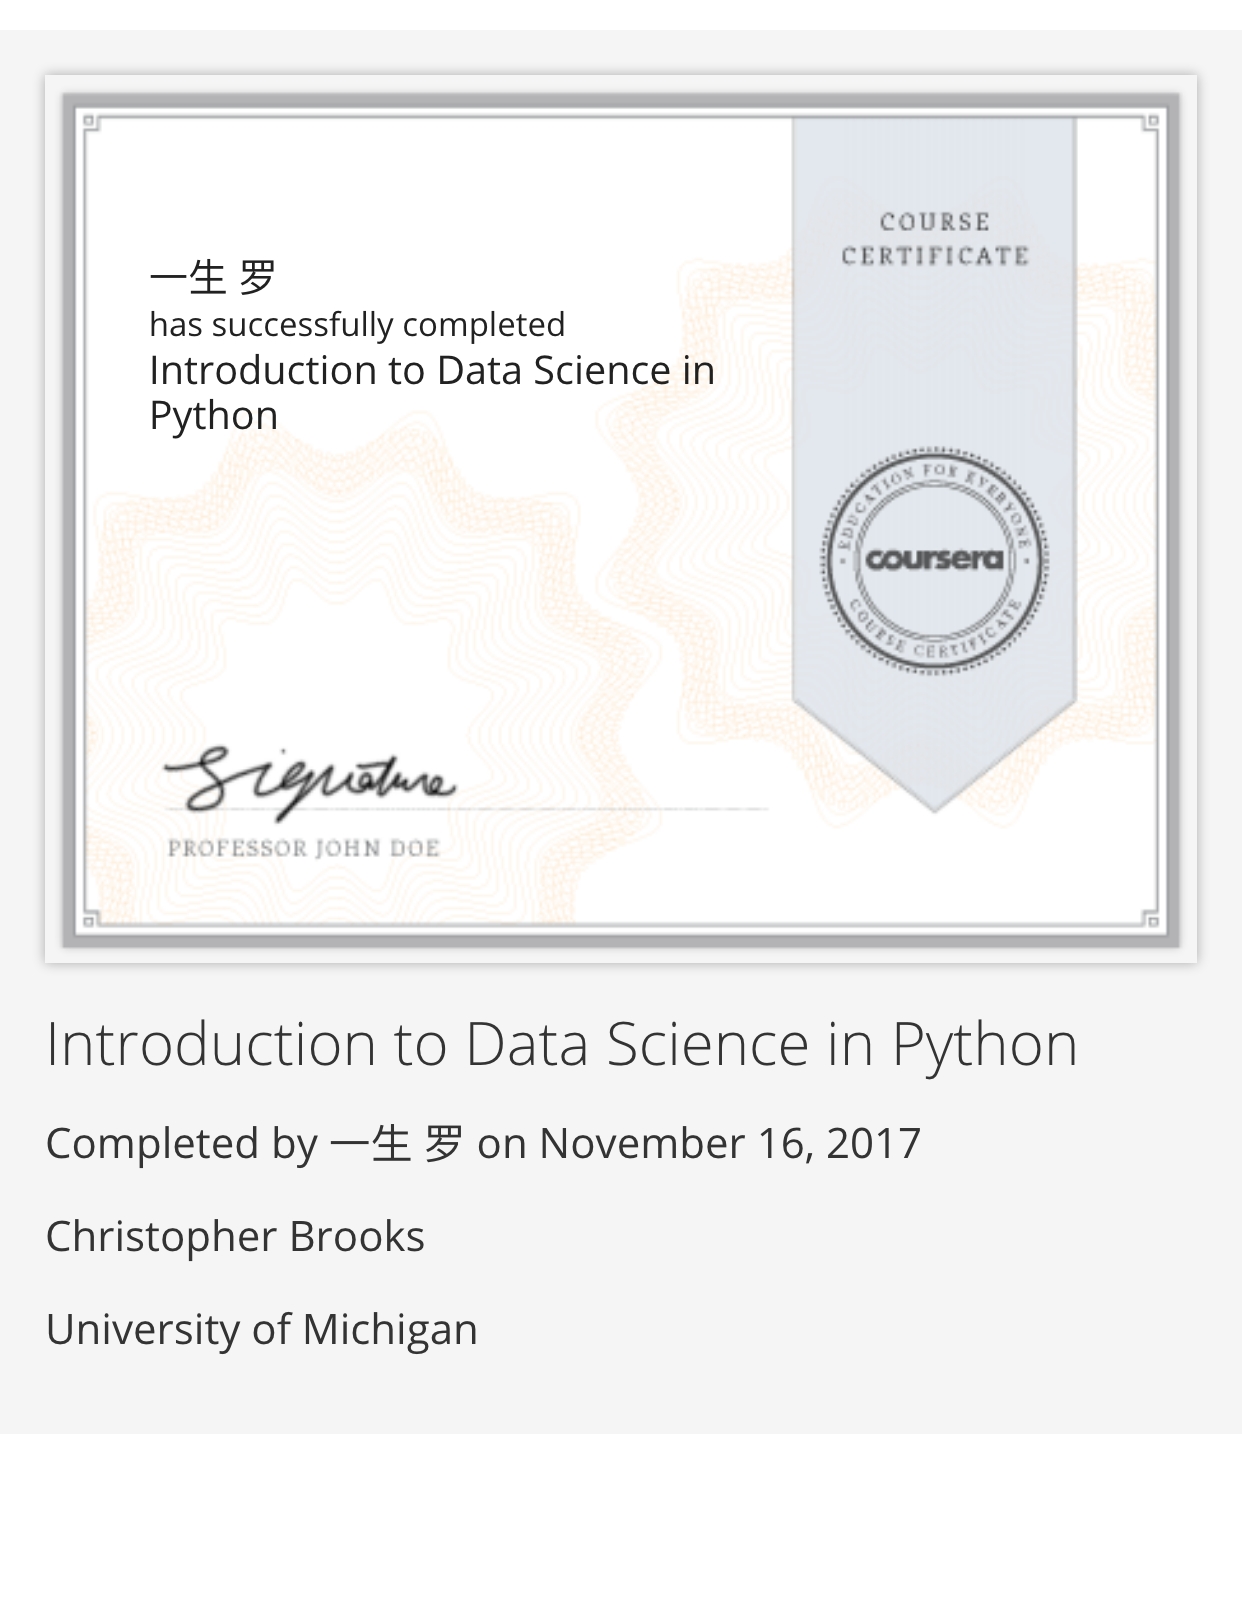 COURSE
CERTIFICATE
一生 罗
has successfully completed
Introduction to Data Science in
Python
EDUCATION FOR EVERYONE
coursera
COURSE CERTIFICATE
Signature
PROFESSOR JOHN DOE
Introduction to Data Science in Python
Completed by 一生 罗 on November 16, 2017
Christopher Brooks
University of Michigan